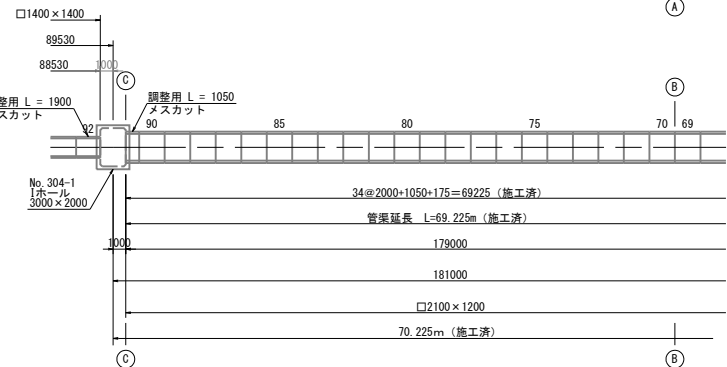 □1400×1400
A
89530
88530
1000
C
B
調整用 L = 1050
メスカット
整用 L = 1900
スカット
92
90
85
80
75
70
69
No.304-1
Iホール
3000×2000
34@2000+1050+175=69225 (施工済)
管渠延長 L=69.225m (施工済)
1000
179000
181000
□2100×1200
70.225m (施工済)
C
B